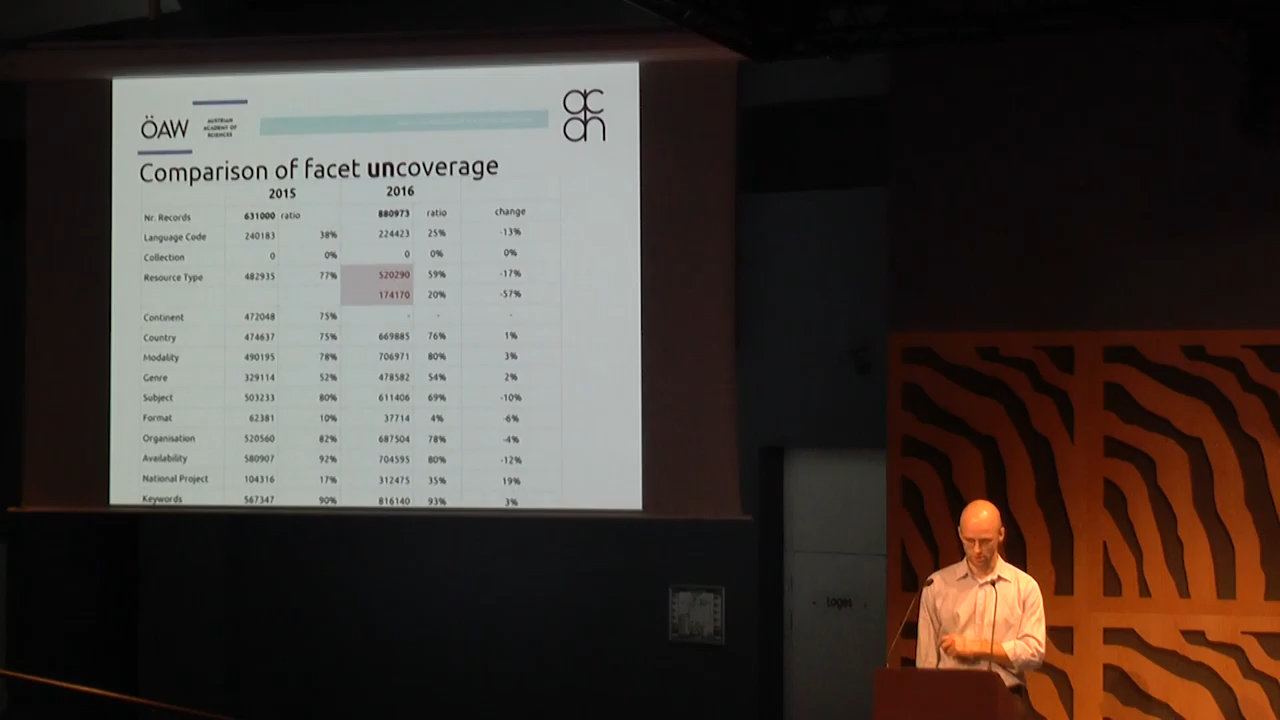 ÖAW
AUSTRIAN
ACADEMY OF
SCIENCES
ac
dh
Comparison of facet uncoverage
2015 2016
Nr. Records 631000 ratio 880973 ratio change
Language Code 240183 38% 224423 25% -13%
Collection 0 0% 0 0% 0%
Resource Type 482935 77% 520290 59% -17%
174170 20% -57%
Continent 472048 75% - - -
Country 474637 75% 669885 76% 1%
Modality 490195 78% 706971 80% 3%
Genre 329114 52% 478582 54% 2%
Subject 503233 80% 611406 69% -10%
Format 62381 10% 37714 4% -6%
Organisation 520560 82% 687504 78% -4%
Availability 580907 92% 704595 80% -12%
National Project 104316 17% 312475 35% 19%
Keywords 567347 90% 816140 93% 3%
Loges